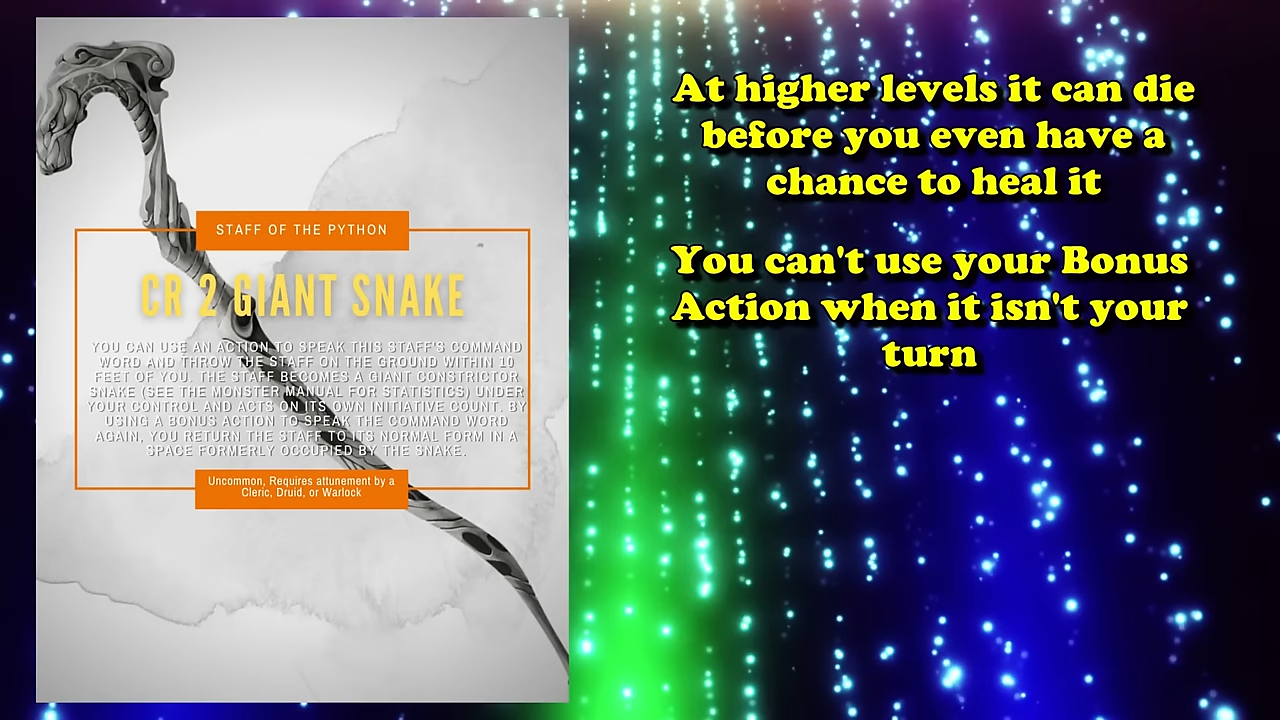 STAFF OF THE PYTHON
CR 2 GIANT SNAKE
YOU CAN USE AN ACTION TO SPEAK THIS STAFF'S COMMAND
WORD AND THROW THE STAFF ON THE GROUND WITHIN 10
FEET OF YOU. THE STAFF BECOMES A GIANT CONSTRICTOR
SNAKE (SEE THE MONSTER MANUAL FOR STATISTICS) UNDER
YOUR CONTROL AND ACTS ON ITS OWN INITIATIVE COUNT. BY
USING A BONUS ACTION TO SPEAK THE COMMAND WORD
AGAIN, YOU RETURN THE STAFF TO ITS NORMAL FORM IN A
SPACE FORMERLY OCCUPIED BY THE SNAKE.
Uncommon, Requires attunement by a
Cleric, Druid, or Warlock
At higher levels it can die
before you even have a
chance to heal it
You can't use your Bonus
Action when it isn't your
turn